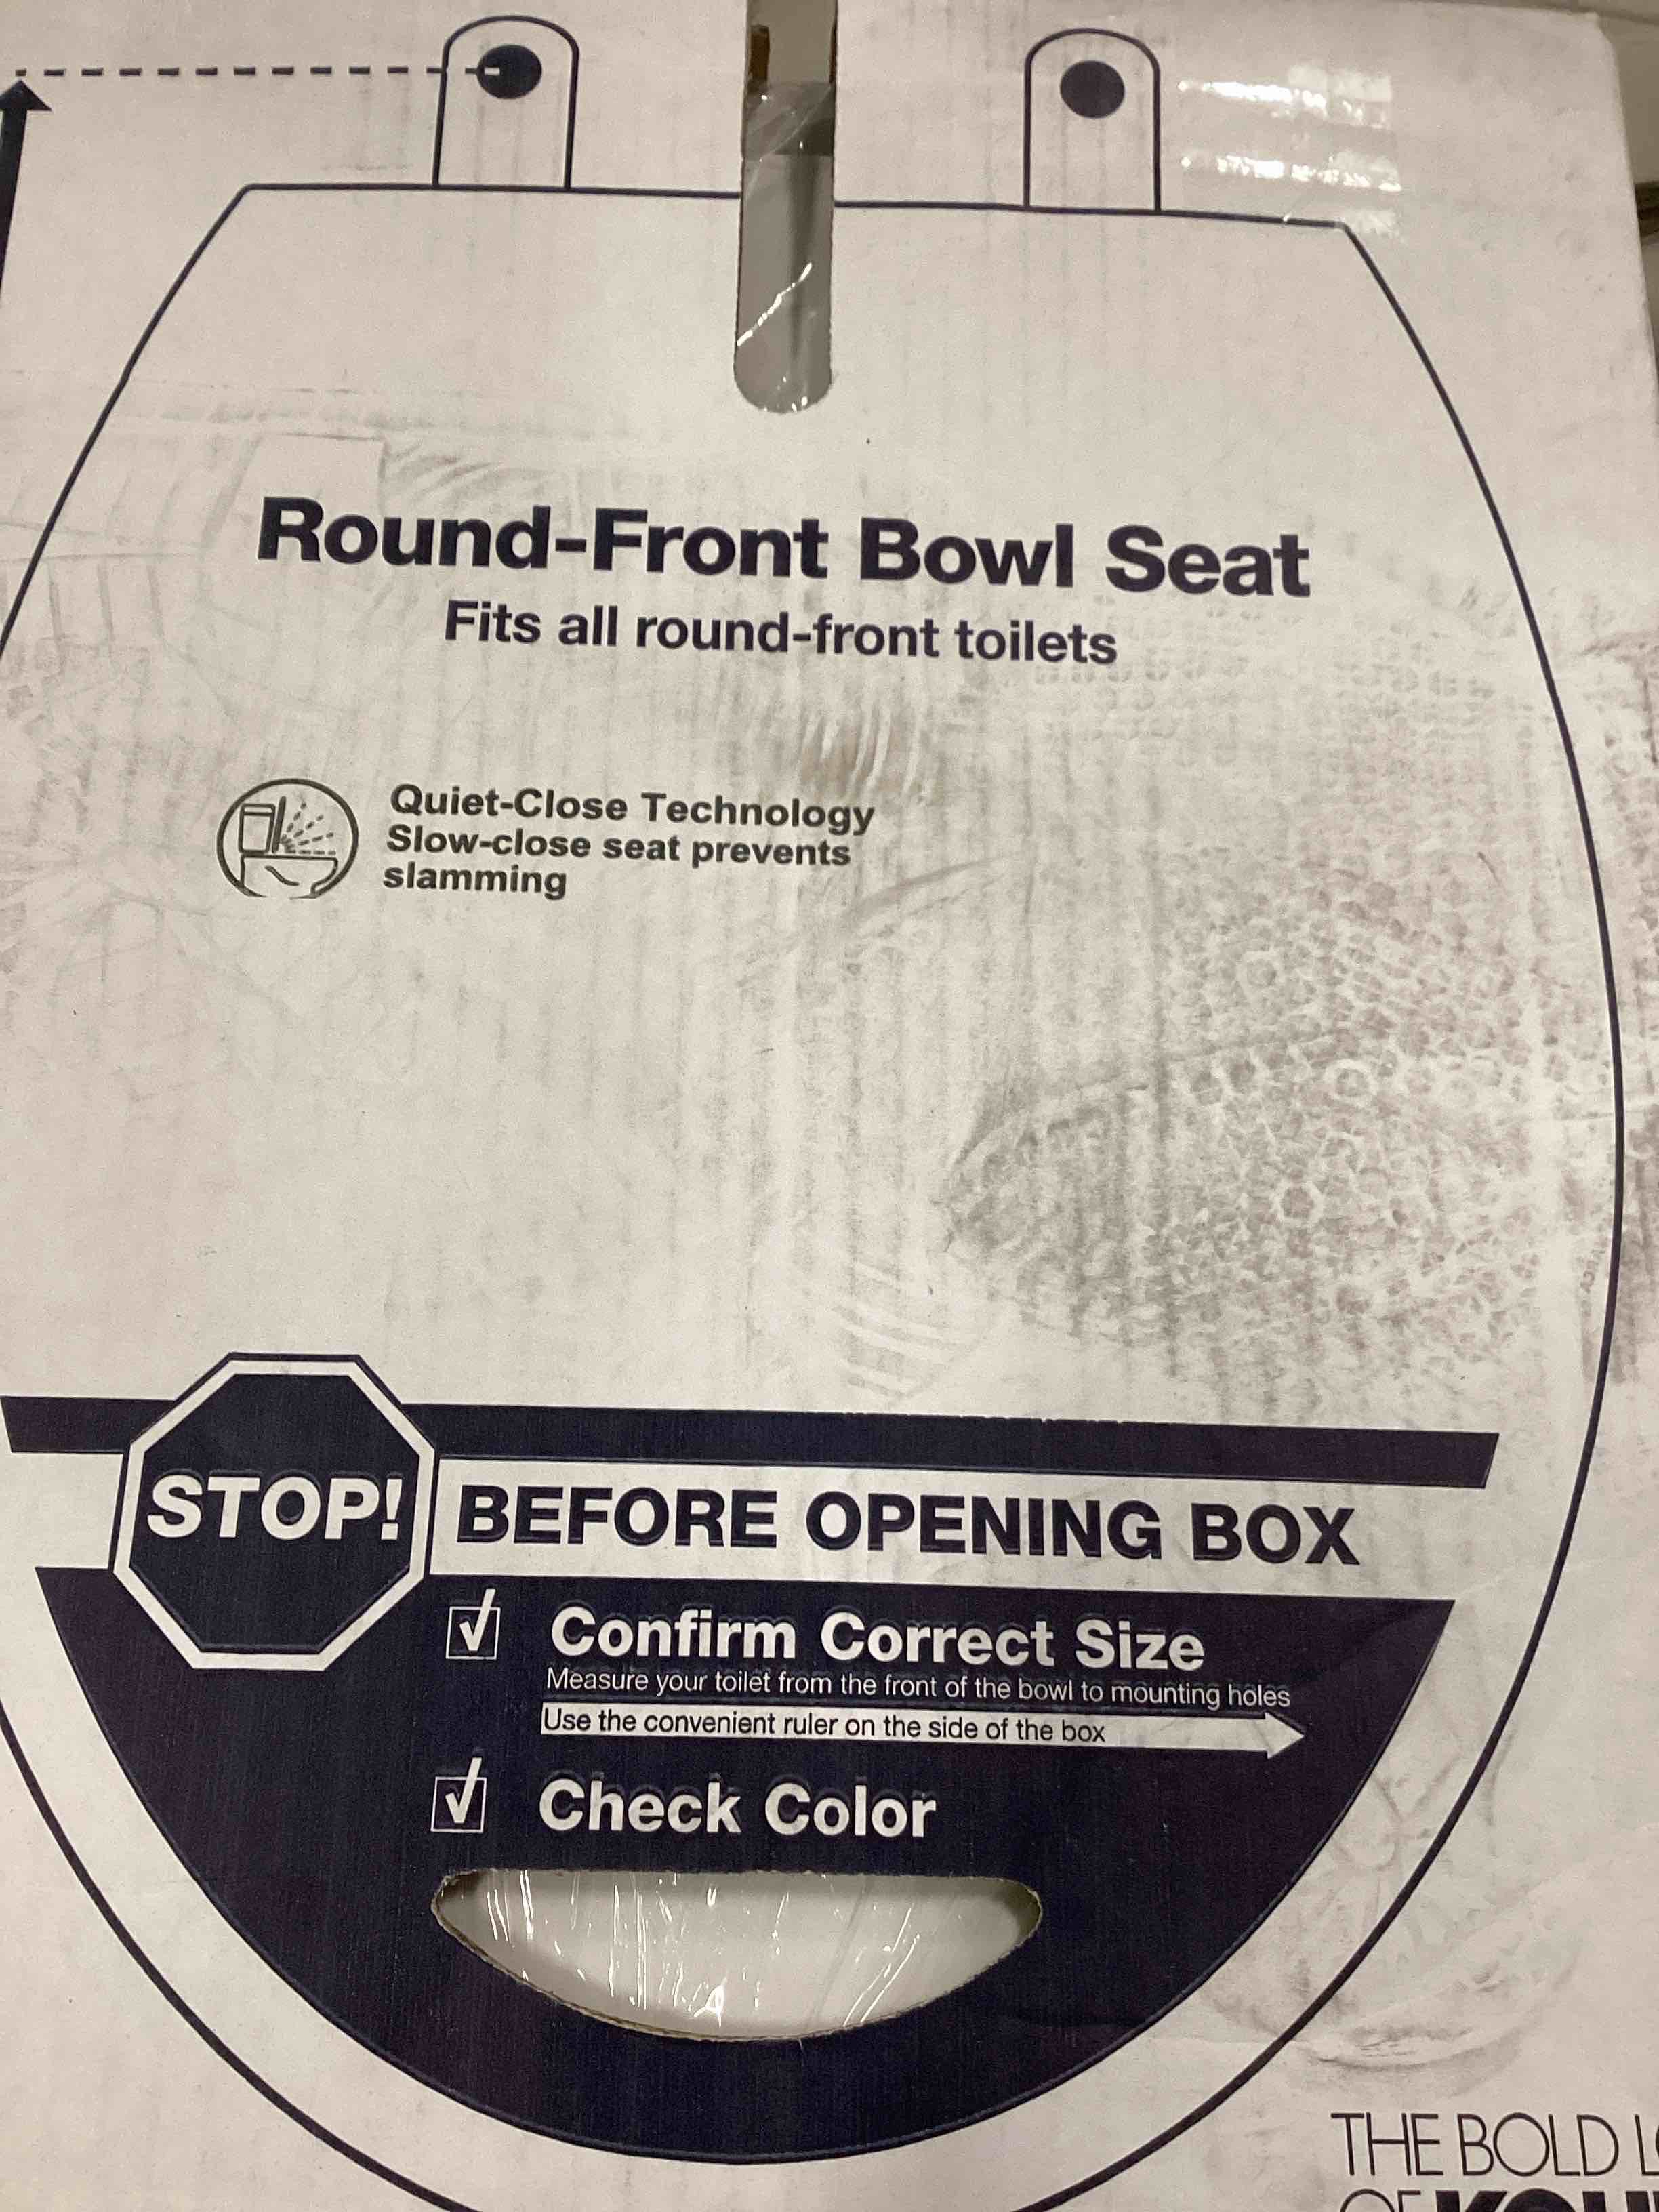 Round-Front Bowl Seat
Fits all round-front toilets
Quiet-Close Technology
Slow-close seat prevents
slamming
STOP! BEFORE OPENING BOX
Confirm Correct Size
Measure your toilet from the front of the bowl to mounting holes
Use the convenient ruler on the side of the box
Check Color
THE BOLD
OF